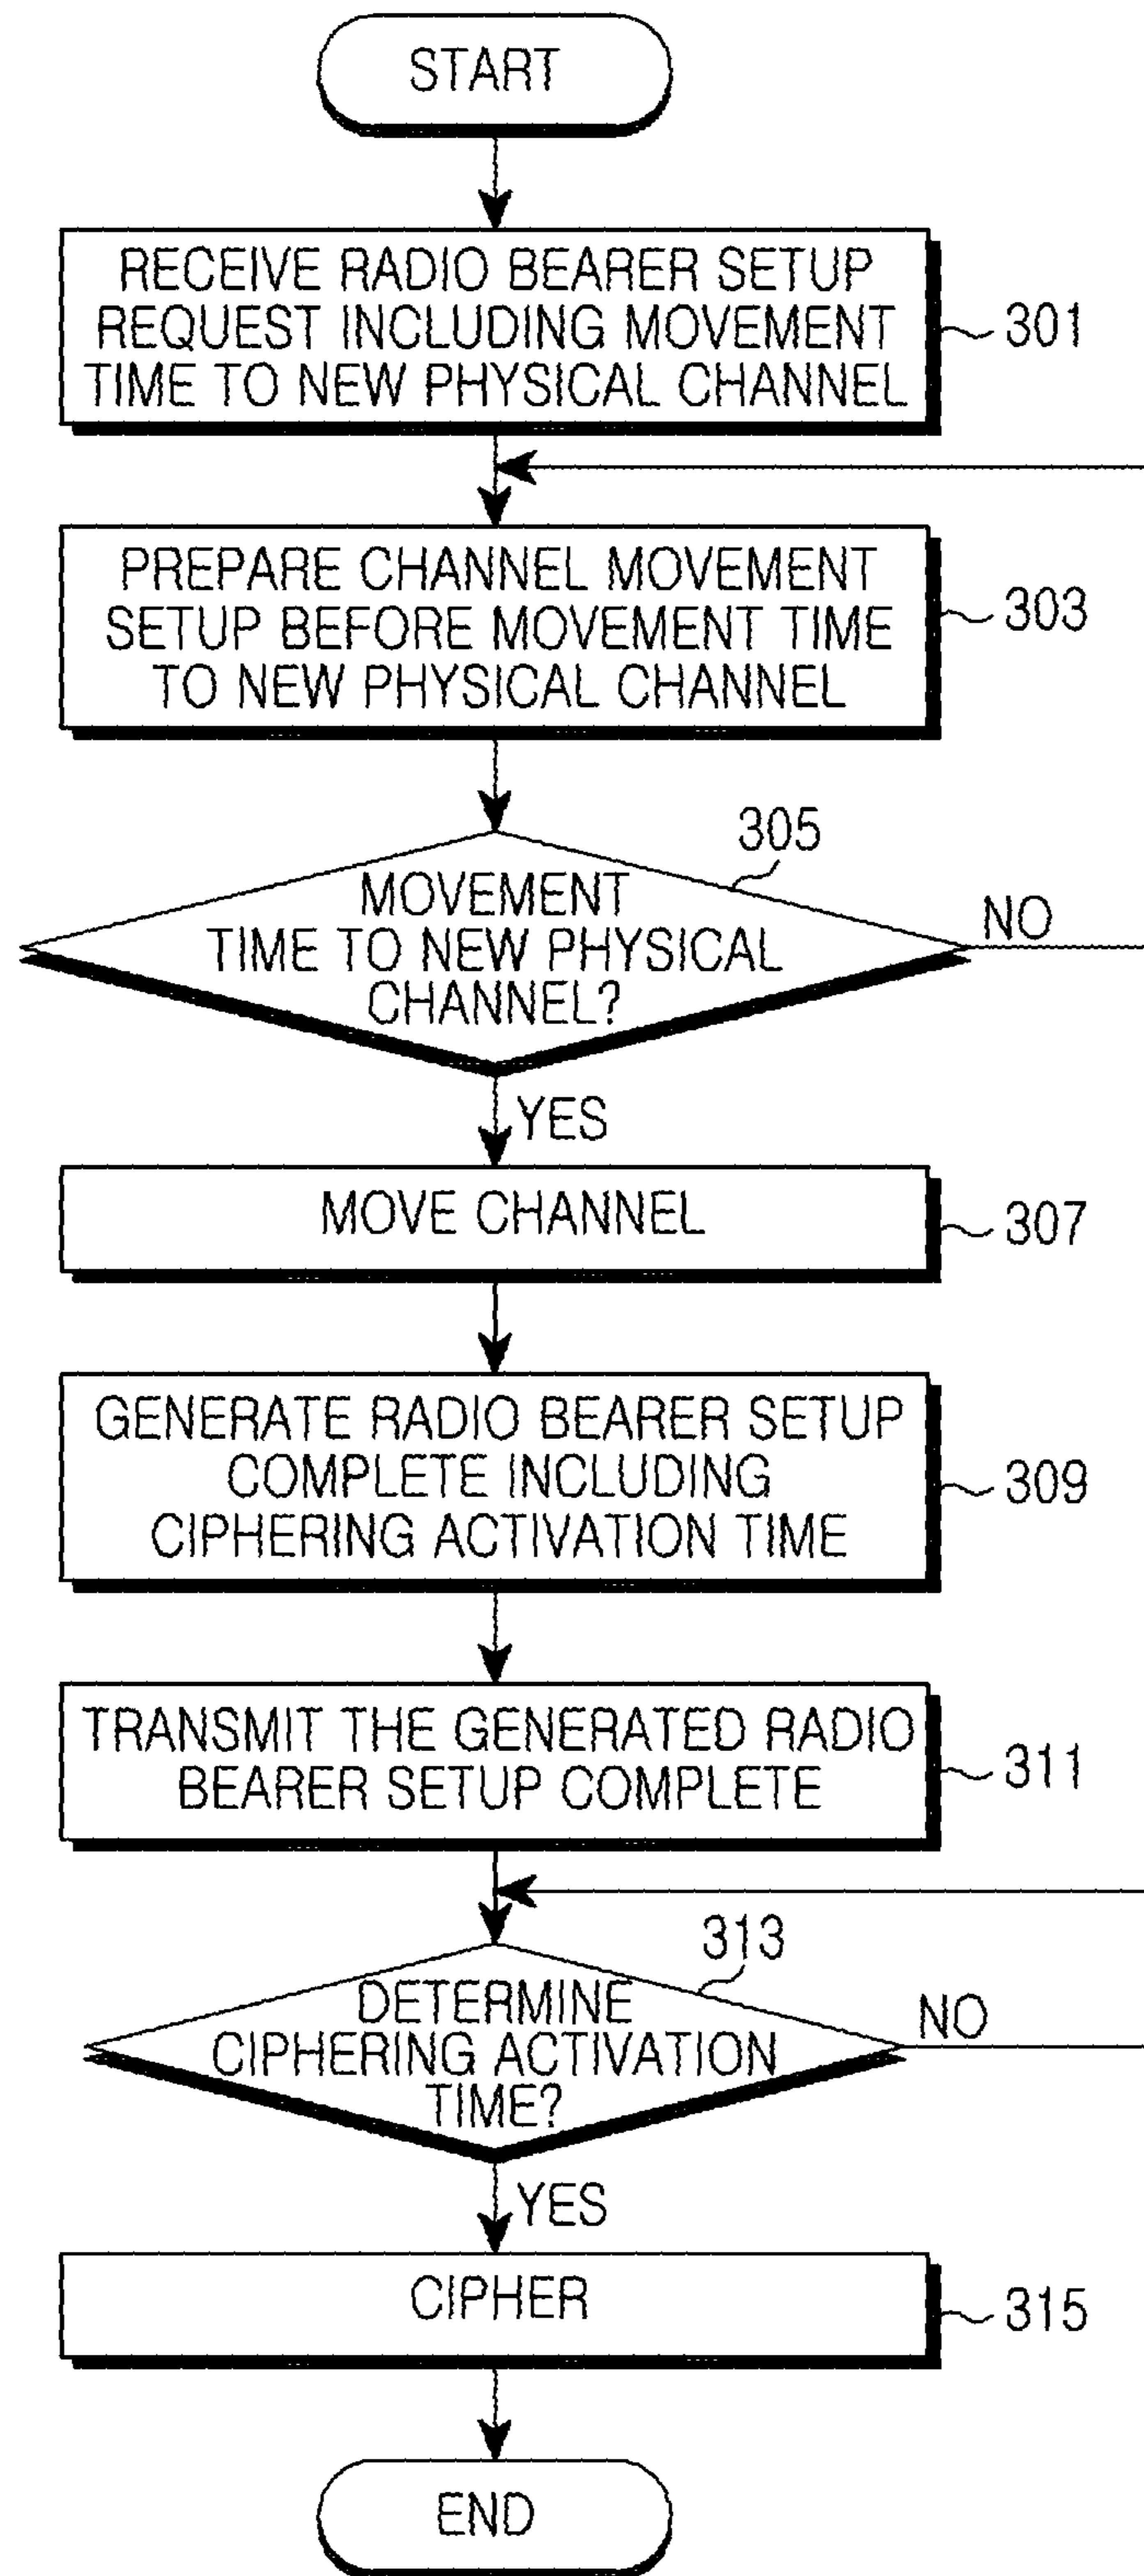 START
RECEIVE RADIO BEARER SETUP
REQUEST INCLUDING MOVEMENT
TIME TO NEW PHYSICAL CHANNEL
301
PREPARE CHANNEL MOVEMENT
SETUP BEFORE MOVEMENT TIME
TO NEW PHYSICAL CHANNEL
303
305
MOVEMENT
TIME TO NEW PHYSICAL
CHANNEL?
NO
YES
MOVE CHANNEL
307
GENERATE RADIO BEARER SETUP
COMPLETE INCLUDING
CIPHERING ACTIVATION TIME
309
TRANSMIT THE GENERATED RADIO
BEARER SETUP COMPLETE
311
313
DETERMINE
CIPHERING ACTIVATION
TIME?
NO
YES
CIPHER
315
END